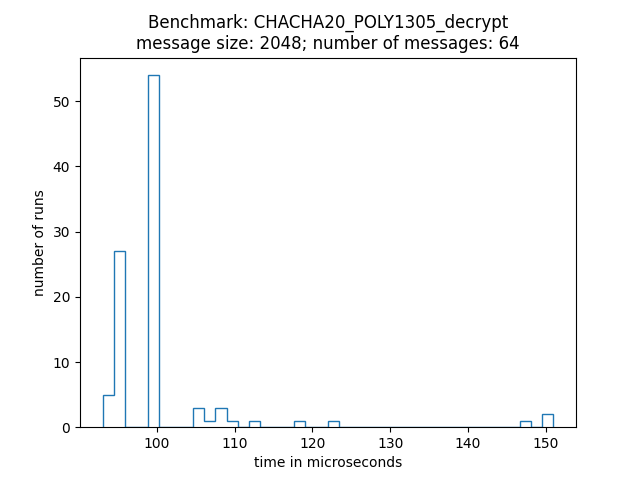 Benchmark: CHACHA20_POLY1305_decrypt
message size: 2048; number of messages: 64
50
40
30
20
10
0
number of runs
100 110 120 130 140 150
time in microseconds